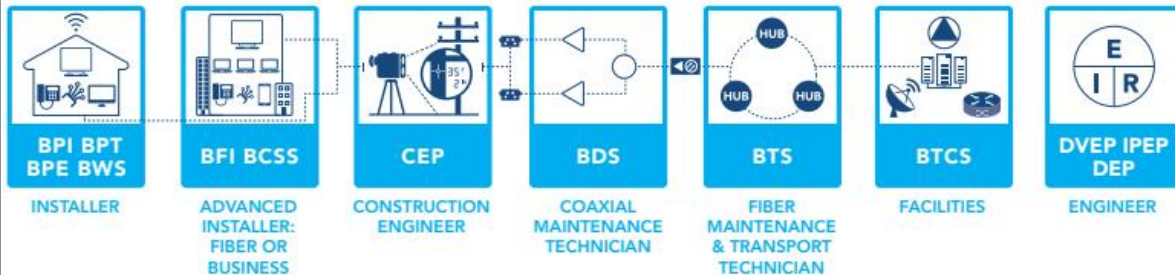 BPI BPT
BPE BWS
INSTALLER
BFI BCSS
ADVANCED
INSTALLER:
FIBER OR
BUSINESS
35'
CEP
CONSTRUCTION
ENGINEER
BDS
COAXIAL
MAINTENANCE
TECHNICIAN
HUB
HUB
HUB
BTS
FIBER
MAINTENANCE
& TRANSPORT
TECHNICIAN
BTCS
FACILITIES
E
I R
DVEP IPEP
DEP
ENGINEER